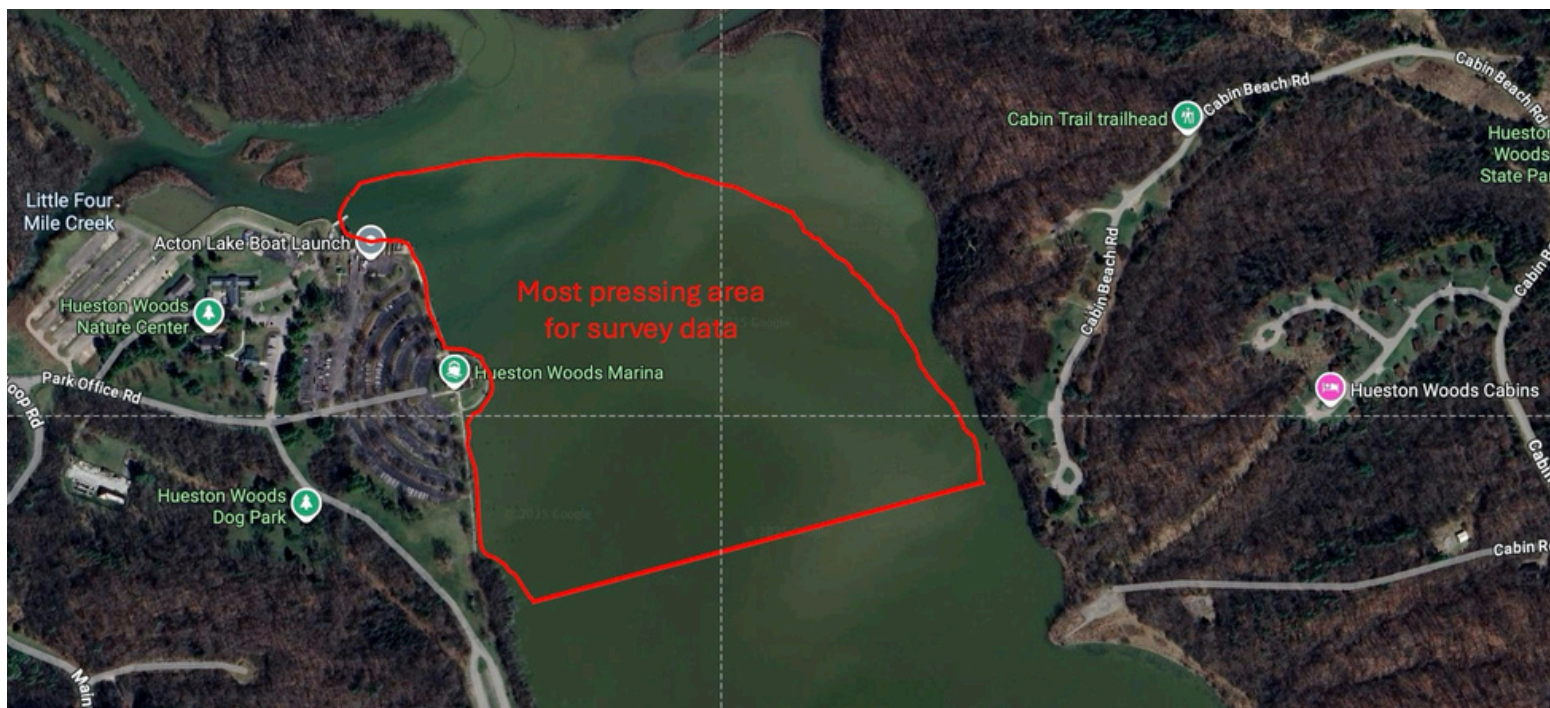 Cabin Beach Rd
Cabin Beach Rd
Cabin Trail trailhead
Hueston
Woods
State Par
Little Four
Mile Creek
Acton Lake Boat Launch
Cabin Beach Rd
Most pressing area
for survey data
Hueston Woods
Nature Center
Hueston Woods Marina
Park Office Rd
oop Rd
Hueston Woods Cabins
Hueston Woods
Dog Park
© 2025 Google
Cabin R
Main